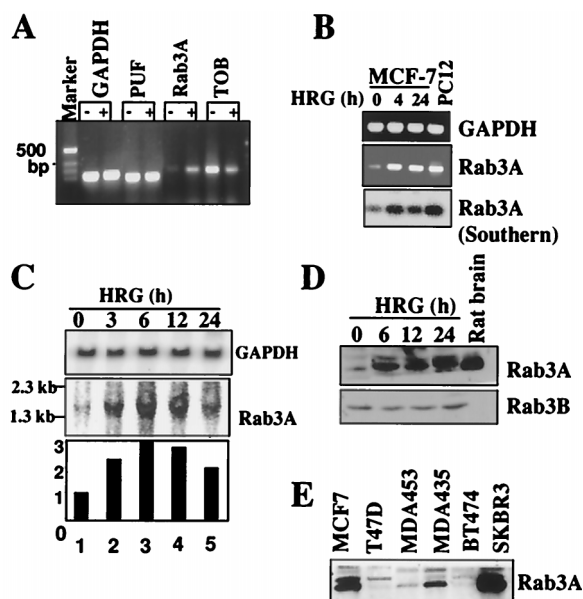 A
Marker
GAPDH
PUF
Rab3A
TOB
- + - + - + - +
500
bp
B
MCF-7
PC12
HRG (h) 0 4 24
GAPDH
Rab3A
Rab3A
(Southern)
C
HRG (h)
0 3 6 12 24
GAPDH
2.3 kb
1.3 kb
Rab3A
3
2
1
0
1 2 3 4 5
D
HRG (h)
Rat brain
0 6 12 24
Rab3A
Rab3B
E
MCF7
T47D
MDA453
MDA435
BT474
SKBR3
Rab3A